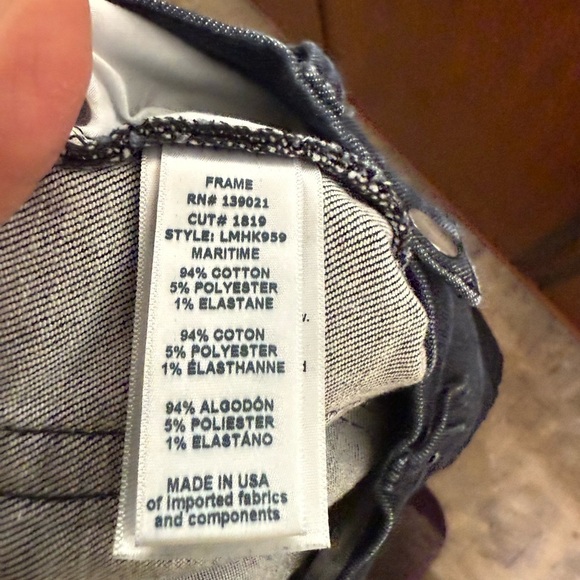 FRAME
RN# 139021
CUT# 1819
STYLE: LMHK959
MARITIME
94% COTTON
5% POLYESTER
1% ELASTANE
94% COTON
5% POLYESTER
1% ÉLASTHANNE
94% ALGODÓN
5% POLIESTER
1% ELASTÁNO
MADE IN USA
of imported fabrics
and components